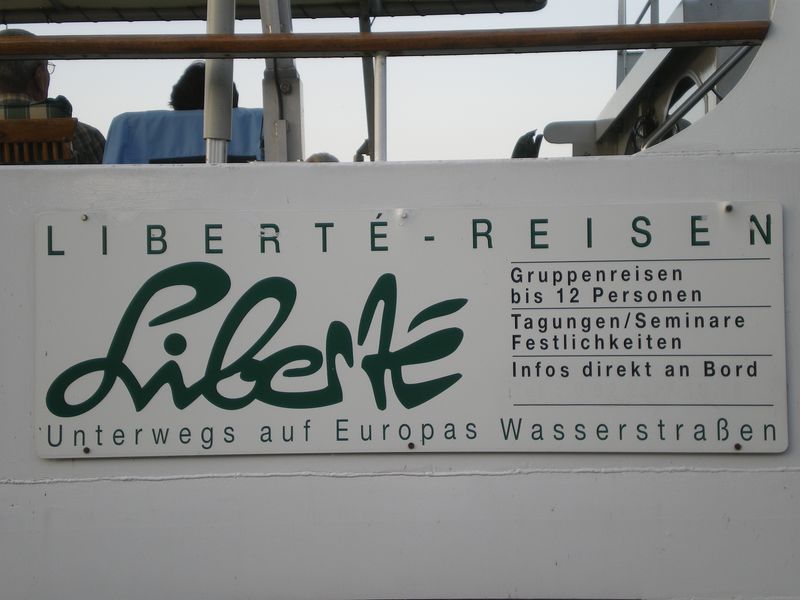 LIBERTÉ-REISEN
Liberté
Gruppenreisen
bis 12 Personen
Tagungen/Seminare
Festlichkeiten
Infos direkt an Bord
Unterwegs auf Europas Wasserstraßen